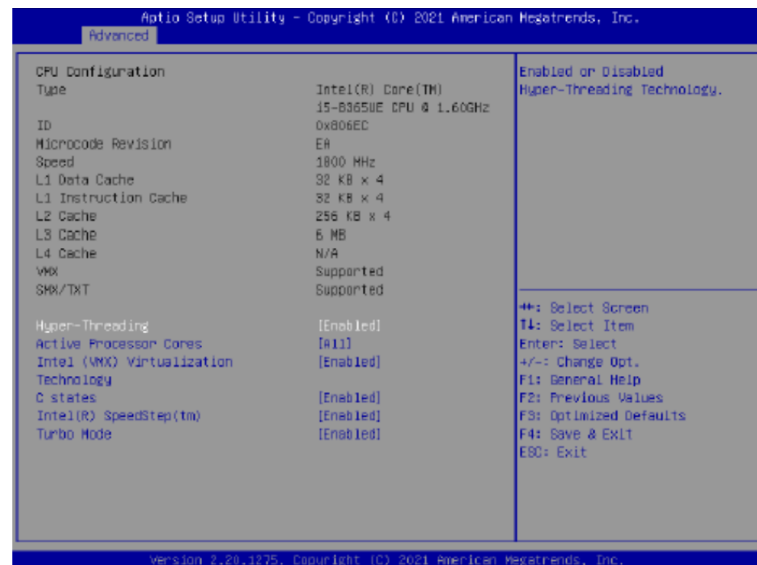 Aptio Setup Utility - Copyright (C) 2021 American Megatrends, Inc.
Advanced
CPU Configuration
Type Intel(R) Core(TM)
i5-8365UE CPU @ 1.60GHz
ID 0x806EC
Microcode Revision EA
Speed 1800 MHz
L1 Data Cache 32 KB x 4
L1 Instruction Cache 32 KB x 4
L2 Cache 256 KB x 4
L3 Cache 6 MB
L4 Cache N/A
VMX Supported
SMX/TXT Supported
Hyper-Threading [Enabled]
Active Processor Cores [All]
Intel (VMX) Virtualization [Enabled]
Technology
C states [Enabled]
Intel(R) SpeedStep(tm) [Enabled]
Turbo Mode [Enabled]
Enabled or Disabled
Hyper-Threading Technology.
→←: Select Screen
↑↓: Select Item
Enter: Select
+/-: Change Opt.
F1: General Help
F2: Previous Values
F3: Optimized Defaults
F4: Save & Exit
ESC: Exit
Version 2.20.1275. Copyright (C) 2021 American Megatrends, Inc.